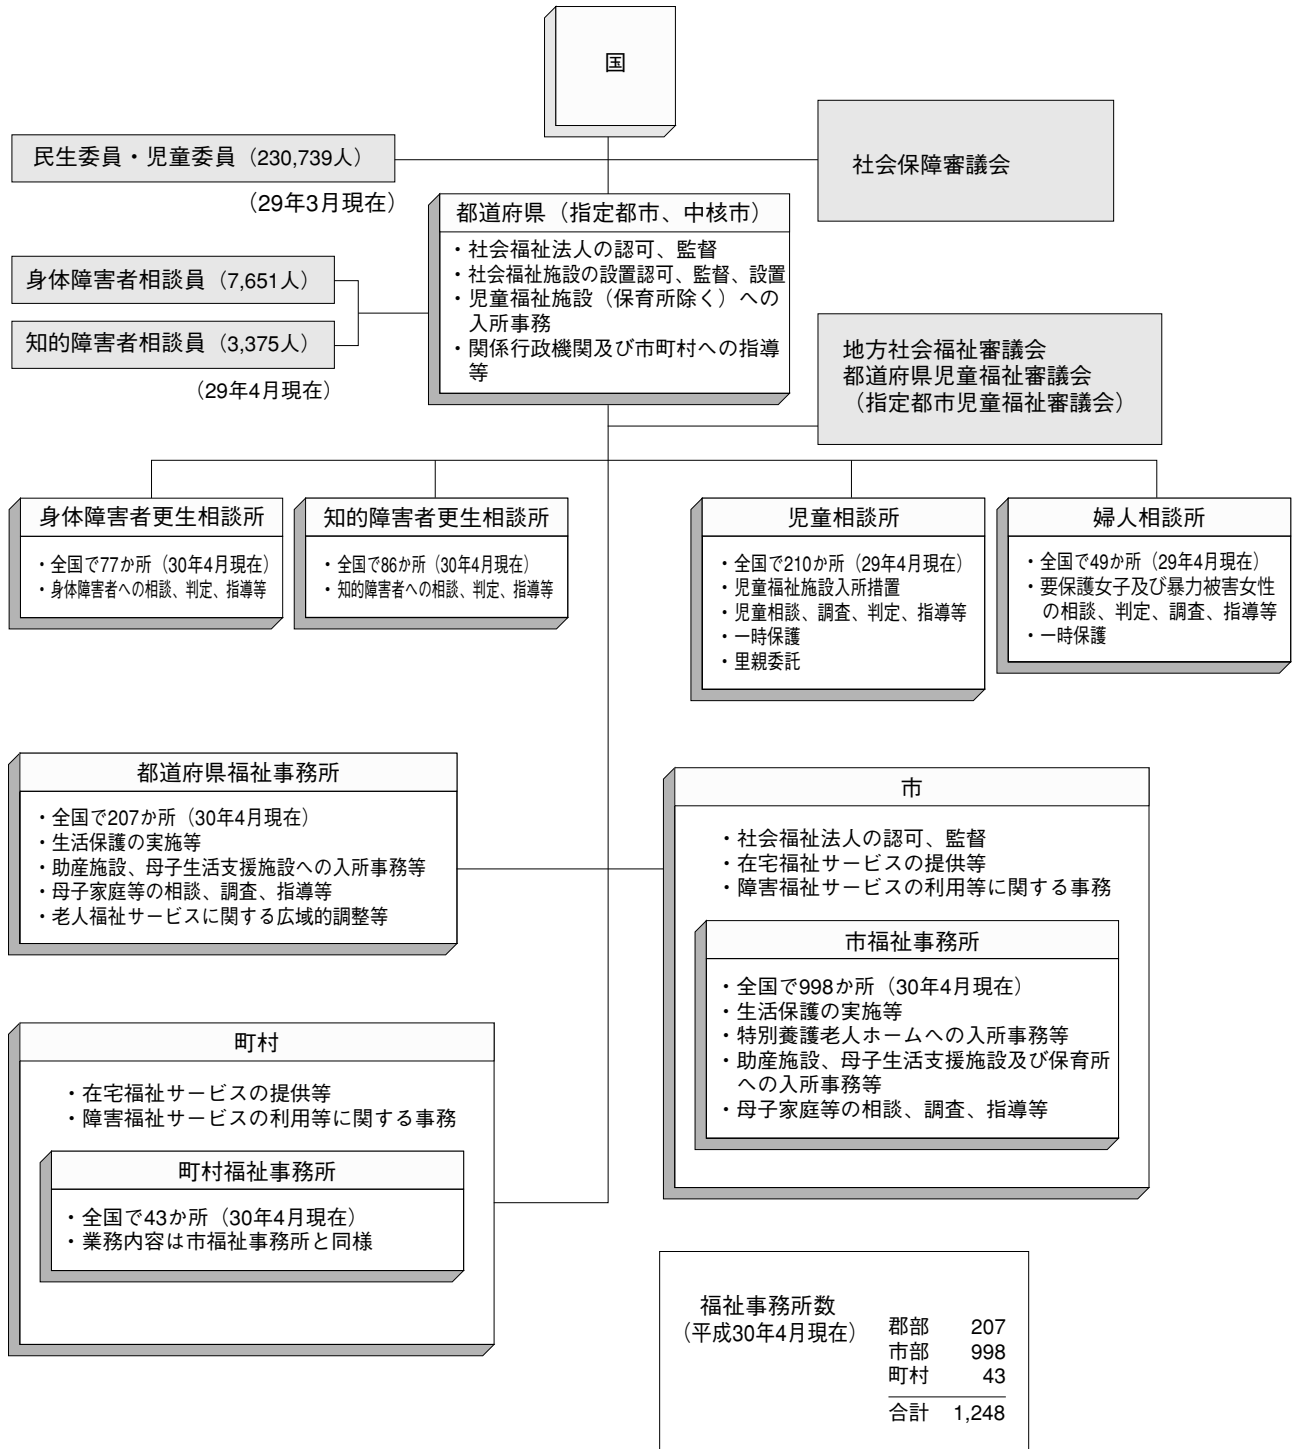 国
民生委員・児童委員（230,739人）
（29年3月現在）
社会保障審議会
都道府県（指定都市、中核市）
・社会福祉法人の認可、監督
・社会福祉施設の設置認可、監督、設置
・児童福祉施設（保育所除く）への
入所事務
・関係行政機関及び市町村への指導
等
身体障害者相談員（7,651人）
知的障害者相談員（3,375人）
（29年4月現在）
地方社会福祉審議会
都道府県児童福祉審議会
（指定都市児童福祉審議会）
身体障害者更生相談所
・全国で77か所（30年4月現在）
・身体障害者への相談、判定、指導等
知的障害者更生相談所
・全国で86か所（30年4月現在）
・知的障害者への相談、判定、指導等
児童相談所
・全国で210か所（29年4月現在）
・児童福祉施設入所措置
・児童相談、調査、判定、指導等
・一時保護
・里親委託
婦人相談所
・全国で49か所（29年4月現在）
・要保護女子及び暴力被害女性
の相談、判定、調査、指導等
・一時保護
都道府県福祉事務所
・全国で207か所（30年4月現在）
・生活保護の実施等
・助産施設、母子生活支援施設への入所事務等
・母子家庭等の相談、調査、指導等
・老人福祉サービスに関する広域的調整等
市
・社会福祉法人の認可、監督
・在宅福祉サービスの提供等
・障害福祉サービスの利用等に関する事務
市福祉事務所
・全国で998か所（30年4月現在）
・生活保護の実施等
・特別養護老人ホームへの入所事務等
・助産施設、母子生活支援施設及び保育所
への入所事務等
・母子家庭等の相談、調査、指導等
町村
・在宅福祉サービスの提供等
・障害福祉サービスの利用等に関する事務
町村福祉事務所
・全国で43か所（30年4月現在）
・業務内容は市福祉事務所と同様
福祉事務所数
（平成30年4月現在）
郡部 207
市部 998
町村 43
合計 1,248